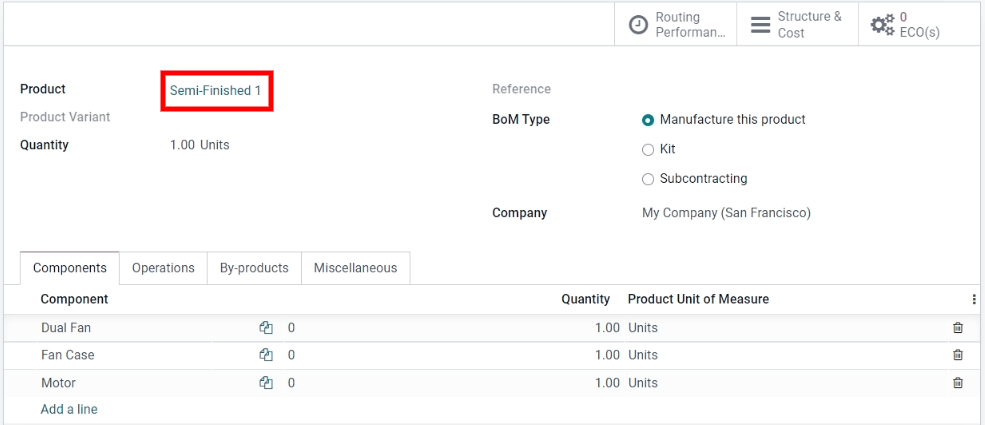 Routing Performan...
Structure & Cost
0 ECO(s)
Product Semi-Finished 1
Product Variant
Quantity 1.00 Units
Reference
BoM Type Manufacture this product
Kit
Subcontracting
Company My Company (San Francisco)
Components Operations By-products Miscellaneous
Component Quantity Product Unit of Measure
Dual Fan 0 1.00 Units
Fan Case 0 1.00 Units
Motor 0 1.00 Units
Add a line